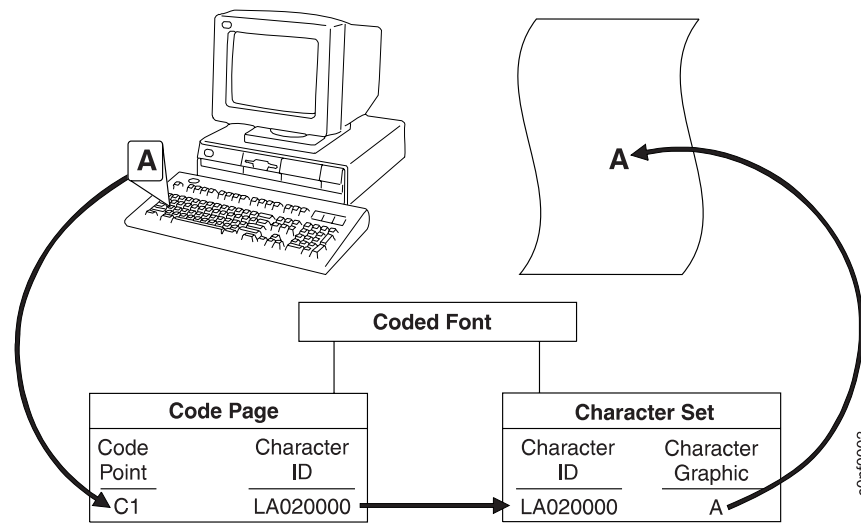 A
A
Coded Font
Code Page
Code
Point
Character
ID
C1
LA020000
Character Set
Character
ID
Character
Graphic
LA020000
A